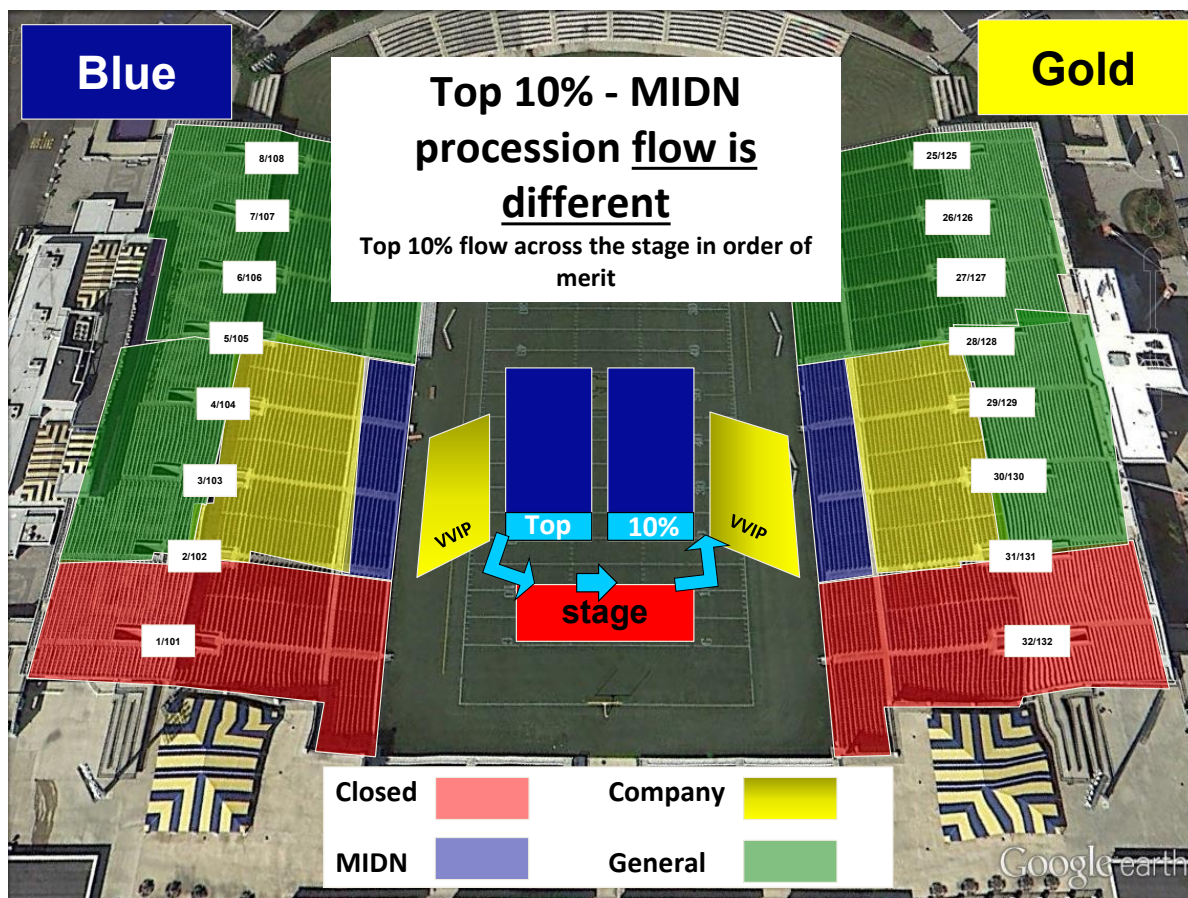 Blue
Gold
Top 10% - MIDN
procession flow is
different
Top 10% flow across the stage in order of
merit
8/108
7/107
6/106
5/105
4/104
3/103
2/102
1/101
25/125
26/126
27/127
28/128
29/129
30/130
31/131
32/132
VVIP
Top
10%
VVIP
stage
Closed
Company
MIDN
General
Google earth